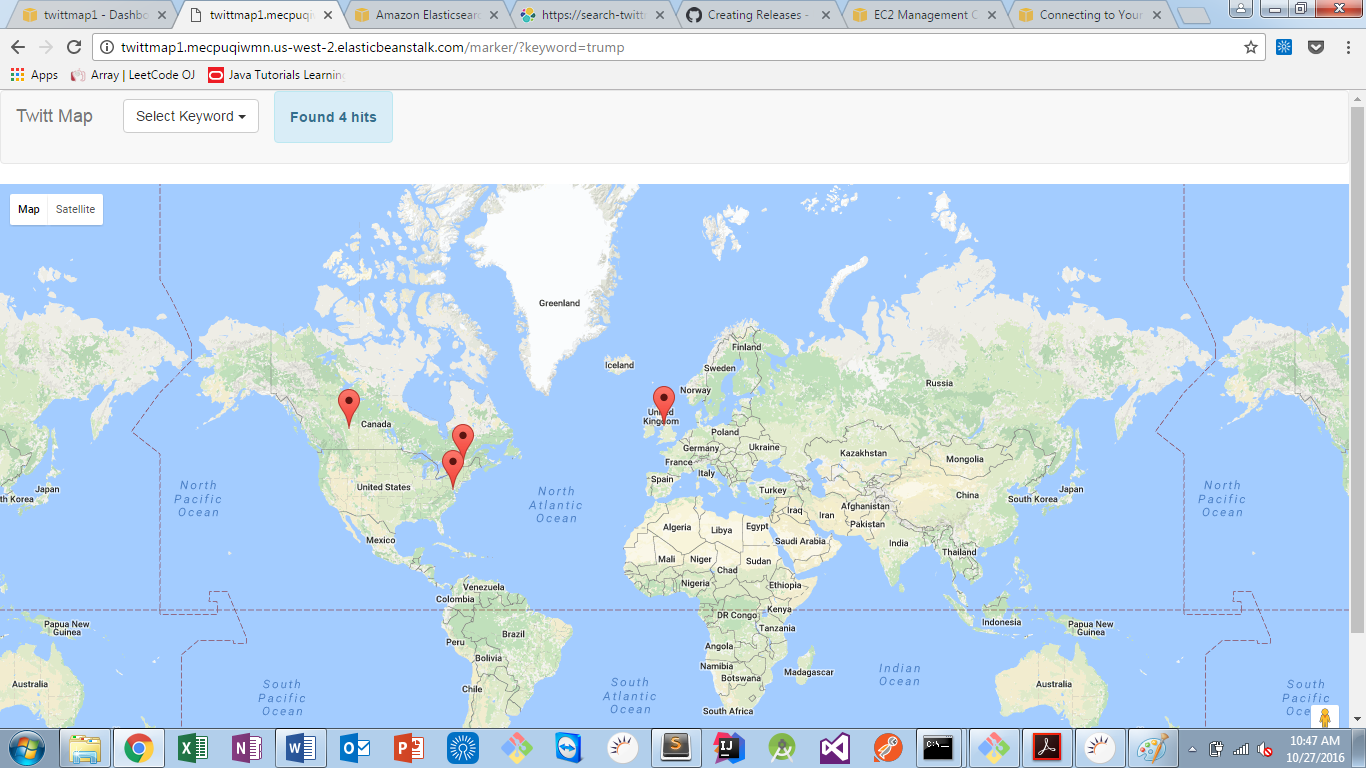 twittmap1 - Dashbo
twittmap1.mecpuqiw
Amazon Elasticsear
https://search-twitt
Creating Releases -
EC2 Management C
Connecting to Your
twittmap1.mecpuqiwmn.us-west-2.elasticbeanstalk.com/marker/?keyword=trump
Apps
Array | LeetCode OJ
Java Tutorials Learnin
Twitt Map
Select Keyword
Found 4 hits
Map
Satellite
Greenland
Iceland
Finland
Sweden
Norway
Russia
United
Kingdom
Canada
Poland
Germany
Ukraine
France
Kazakhstan
Mongolia
Italy
Spain
United States
Turkey
China
Japan
South Korea
Japan
th Korea
North
Pacific
Ocean
North
Atlantic
Ocean
North
Pacific
Ocean
Iraq
Iran
Afghanistan
Pakistan
Algeria
Libya
Egypt
Saudi Arabia
India
Mexico
Mali
Niger
Sudan
Chad
Thailand
Nigeria
Ethiopia
Venezuela
Colombia
DR Congo
Kenya
Indonesia
Papua New
Guinea
Papua New
Guinea
Tanzania
Peru
Brazil
Angola
Bolivia
Namibia
Botswana
Madagascar
Indian
Ocean
Australia
Australia
Chile
South
Pacific
Ocean
South
Atlantic
Ocean
South Africa
South
Pacific
Oce
C:\_
10:47 AM
10/27/2016